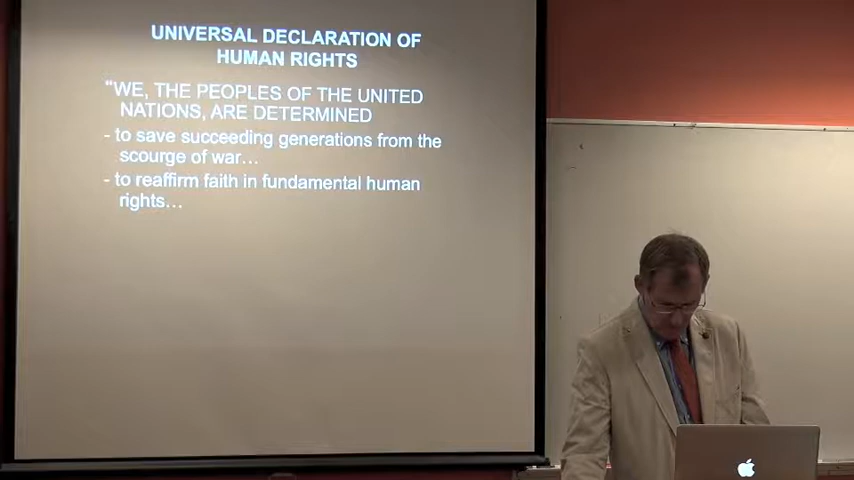 UNIVERSAL DECLARATION OF
HUMAN RIGHTS
"WE, THE PEOPLES OF THE UNITED
NATIONS, ARE DETERMINED
- to save succeeding generations from the
scourge of war...
- to reaffirm faith in fundamental human
rights...